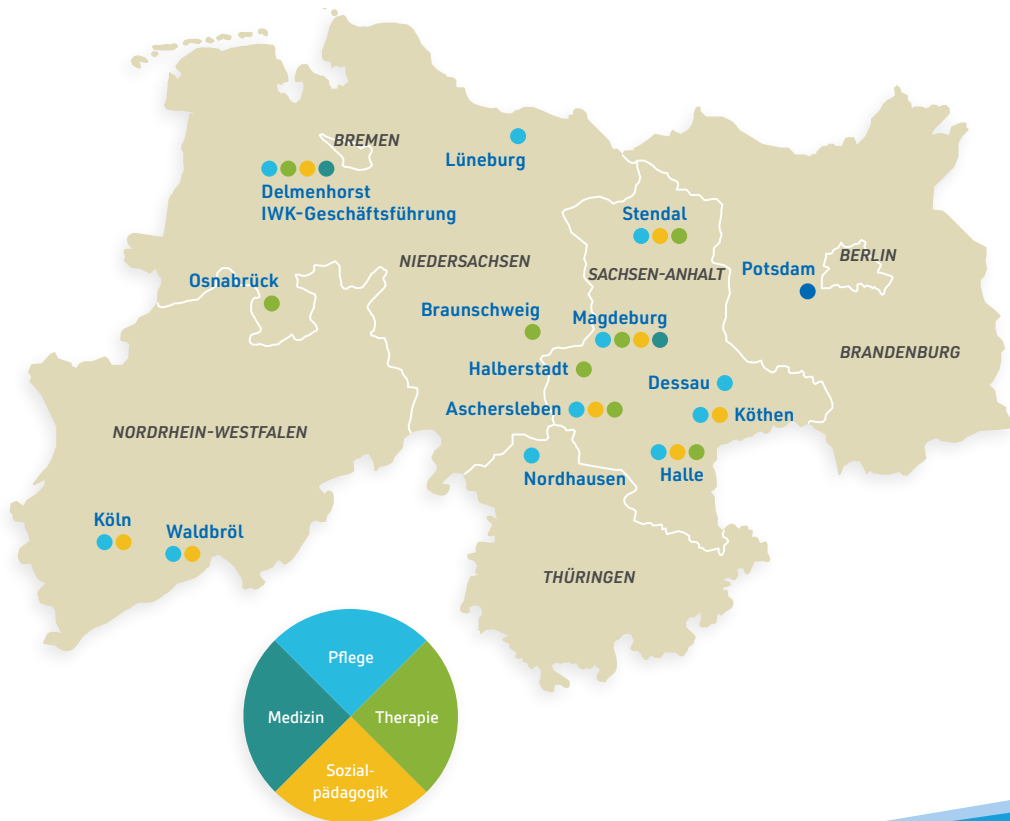 BREMEN
Lüneburg
Delmenhorst
IWK-Geschäftsführung
Stendal
NIEDERSACHSEN
SACHSEN-ANHALT
Potsdam
BERLIN
Osnabrück
Braunschweig
Magdeburg
BRANDENBURG
Halberstadt
Dessau
Aschersleben
Köthen
NORDRHEIN-WESTFALEN
Nordhausen
Halle
Köln
Waldbröl
THÜRINGEN
Pflege
Medizin
Therapie
Sozial-
pädagogik